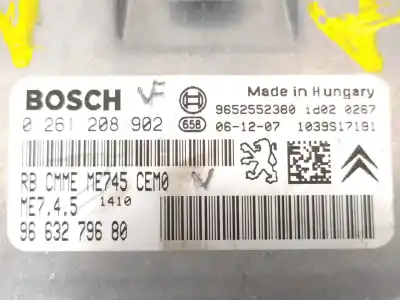 BOSCH VF
Made in Hungary
9652552380 id02 0267
0 261 208 902 658 06-12-07 1039S17191
RB CMME ME745 CEM0 V
ME7.4.5 1410
96 632 796 80